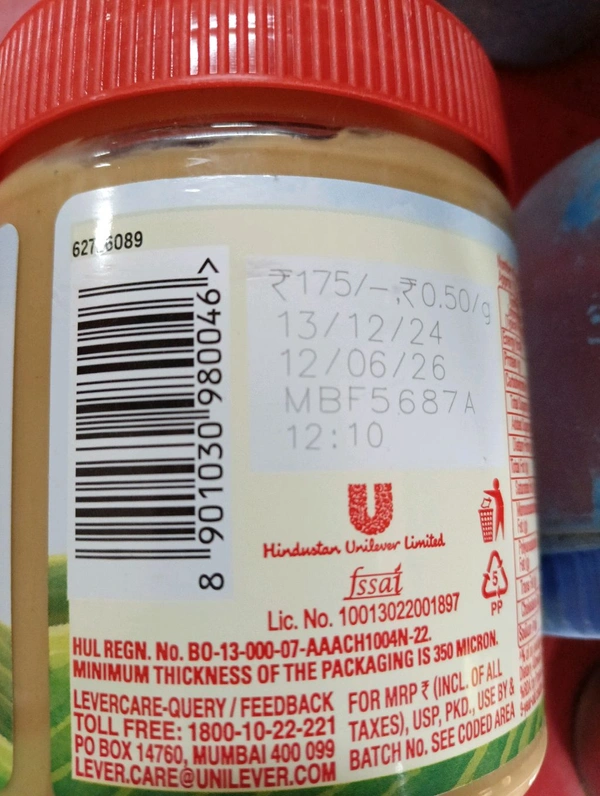 ₹175/-,₹0.50/g
13/12/24
12/06/26
MBF5687A
12:10
8 901030 980046 >
Hindustan Unilever Limited
fssai
Lic. No. 10013022001897
5
PP
HUL REGN. No. BO-13-000-07-AAACH1004N-22.
MINIMUM THICKNESS OF THE PACKAGING IS 350 MICRON.
LEVERCARE-QUERY / FEEDBACK
TOLL FREE: 1800-10-22-221
PO BOX 14760, MUMBAI 400 099
LEVER.CARE@UNILEVER.COM
FOR MRP ₹ (INCL. OF ALL
TAXES), USP, PKD., USE BY &
BATCH No. SEE CODED AREA